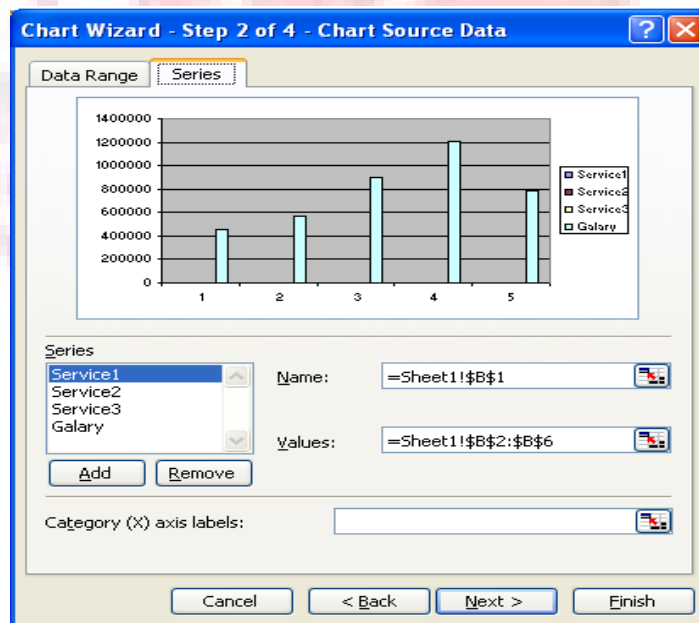 Chart Wizard - Step 2 of 4 - Chart Source Data
Data Range Series
1400000
1200000
1000000
800000
600000
400000
200000
0
1 2 3 4 5
Service1
Service2
Service3
Galary
Series
Service1
Service2
Service3
Galary
Name: =Sheet1!$B$1
Values: =Sheet1!$B$2:$B$6
Add Remove
Category (X) axis labels:
Cancel < Back Next > Finish